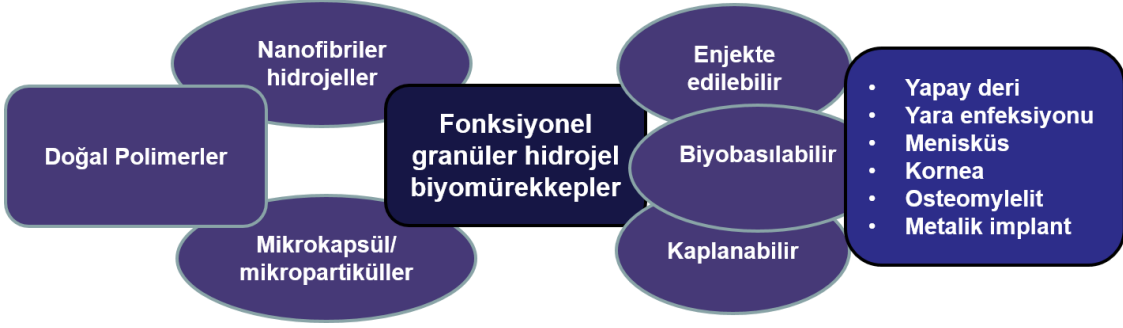 Doğal Polimerler
Nanofibriler
hidrojeller
Mikrokapsül/
mikropartiküller
Fonksiyonel
granüler hidrojel
biyomürekkepler
Enjekte
edilebilir
Biyobasılabilir
Kaplanabilir
• Yapay deri
• Yara enfeksiyonu
• Menisküs
• Kornea
• Osteomylelit
• Metalik implant